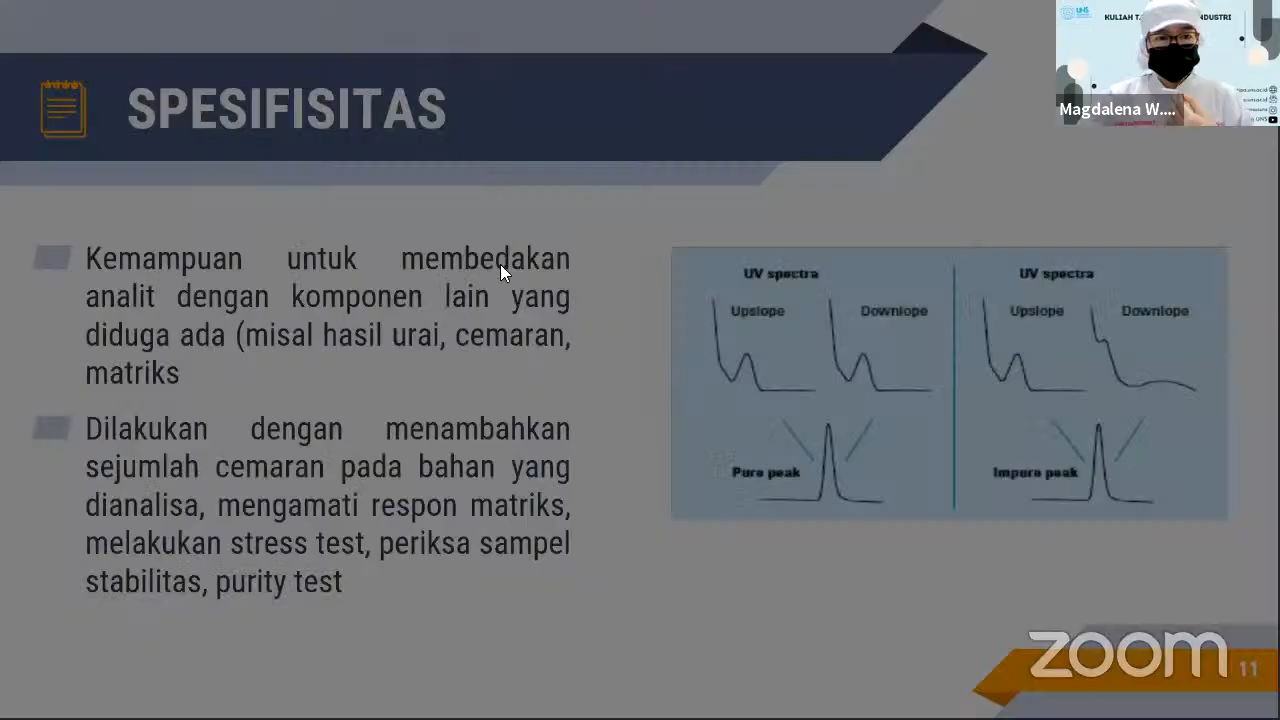 SPESIFISITAS
Kemampuan untuk membedakan
analit dengan komponen lain yang
diduga ada (misal hasil urai, cemaran,
matriks
Dilakukan dengan menambahkan
sejumlah cemaran pada bahan yang
dianalisa, mengamati respon matriks,
melakukan stress test, periksa sampel
stabilitas, purity test
UV spectra
Upslope
Downlope
Pure peak
UV spectra
Upslope
Downlope
Impure peak
UNS
KULIAH
Magdalena W....
zoom
11